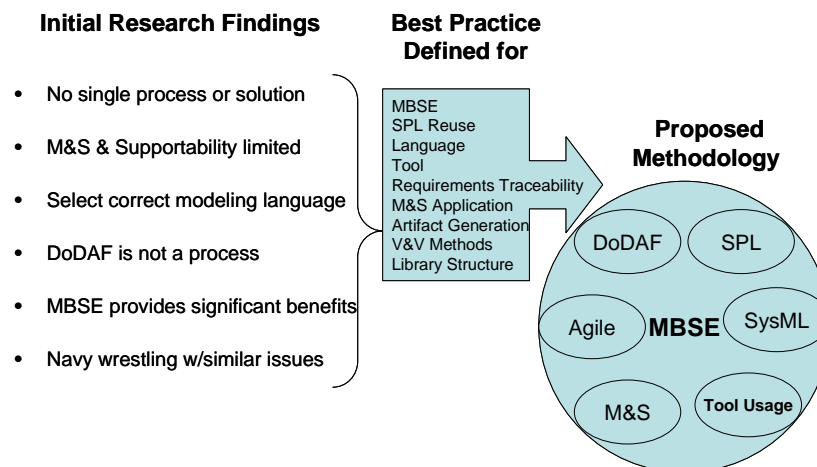 Initial Research Findings
• No single process or solution
• M&S & Supportability limited
• Select correct modeling language
• DoDAF is not a process
• MBSE provides significant benefits
• Navy wrestling w/similar issues
Best Practice
Defined for
MBSE
SPL Reuse
Language
Tool
Requirements Traceability
M&S Application
Artifact Generation
V&V Methods
Library Structure
Proposed
Methodology
DoDAF
SPL
Agile
MBSE
SysML
M&S
Tool Usage